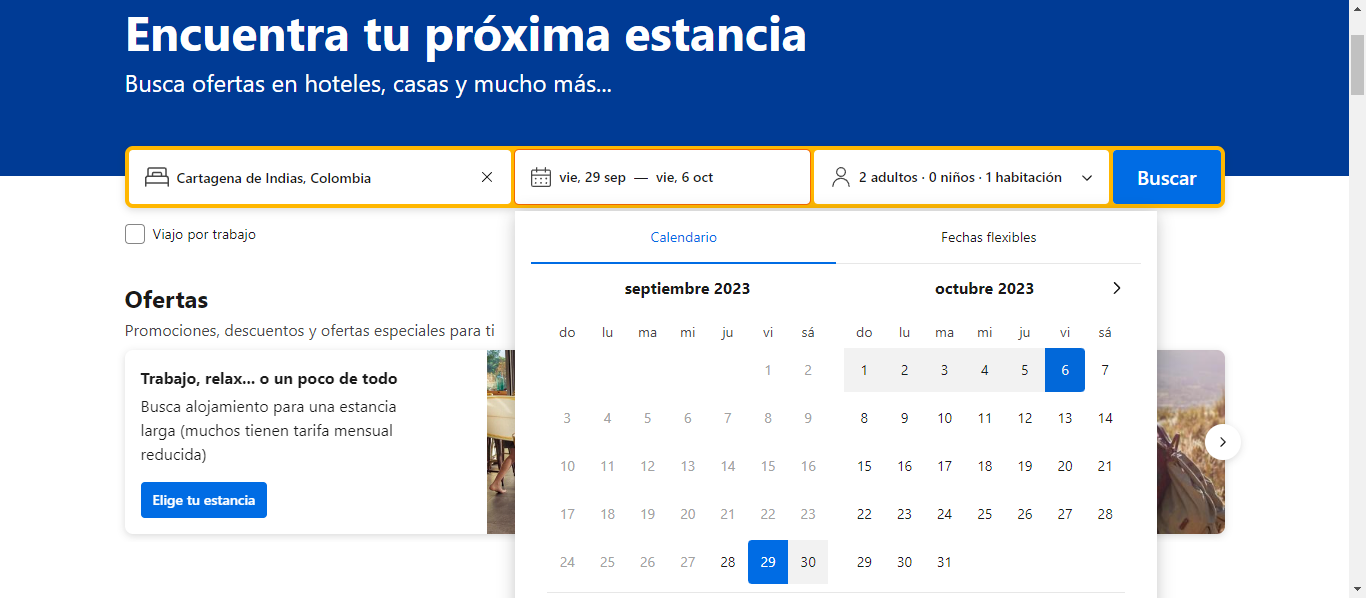 Encuentra tu próxima estancia
Busca ofertas en hoteles, casas y mucho más...
Cartagena de Indias, Colombia
vie, 29 sep — vie, 6 oct
2 adultos · 0 niños · 1 habitación
Buscar
Viajo por trabajo
Calendario
Fechas flexibles
septiembre 2023
do lu ma mi ju vi sá
1 2
3 4 5 6 7 8 9
10 11 12 13 14 15 16
17 18 19 20 21 22 23
24 25 26 27 28 29 30
octubre 2023
do lu ma mi ju vi sá
1 2 3 4 5 6 7
8 9 10 11 12 13 14
15 16 17 18 19 20 21
22 23 24 25 26 27 28
29 30 31
Ofertas
Promociones, descuentos y ofertas especiales para ti
Trabajo, relax... o un poco de todo
Busca alojamiento para una estancia
larga (muchos tienen tarifa mensual
reducida)
Elige tu estancia